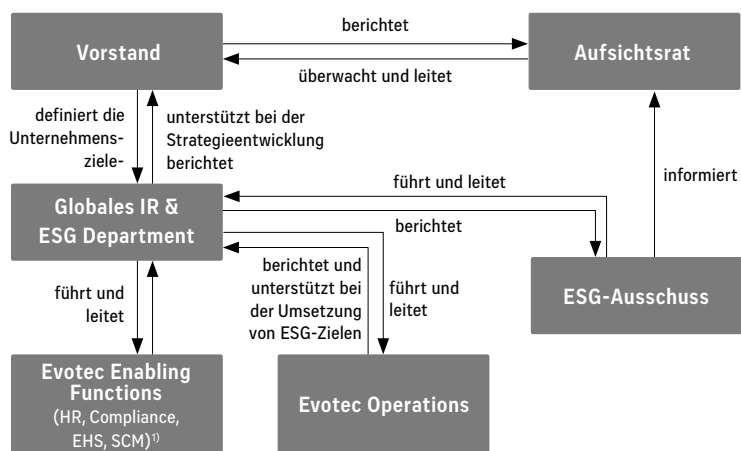 Vorstand
berichtet
Aufsichtsrat
überwacht und leitet
definiert die
Unternehmens-
ziele-
unterstützt bei der
Strategieentwicklung
berichtet
informiert
Globales IR &
ESG Department
führt und leitet
berichtet
ESG-Ausschuss
führt und
leitet
berichtet und
unterstützt bei
der Umsetzung
von ESG-Zielen
führt und
leitet
Evotec Enabling
Functions
(HR, Compliance,
EHS, SCM)¹⁾
Evotec Operations